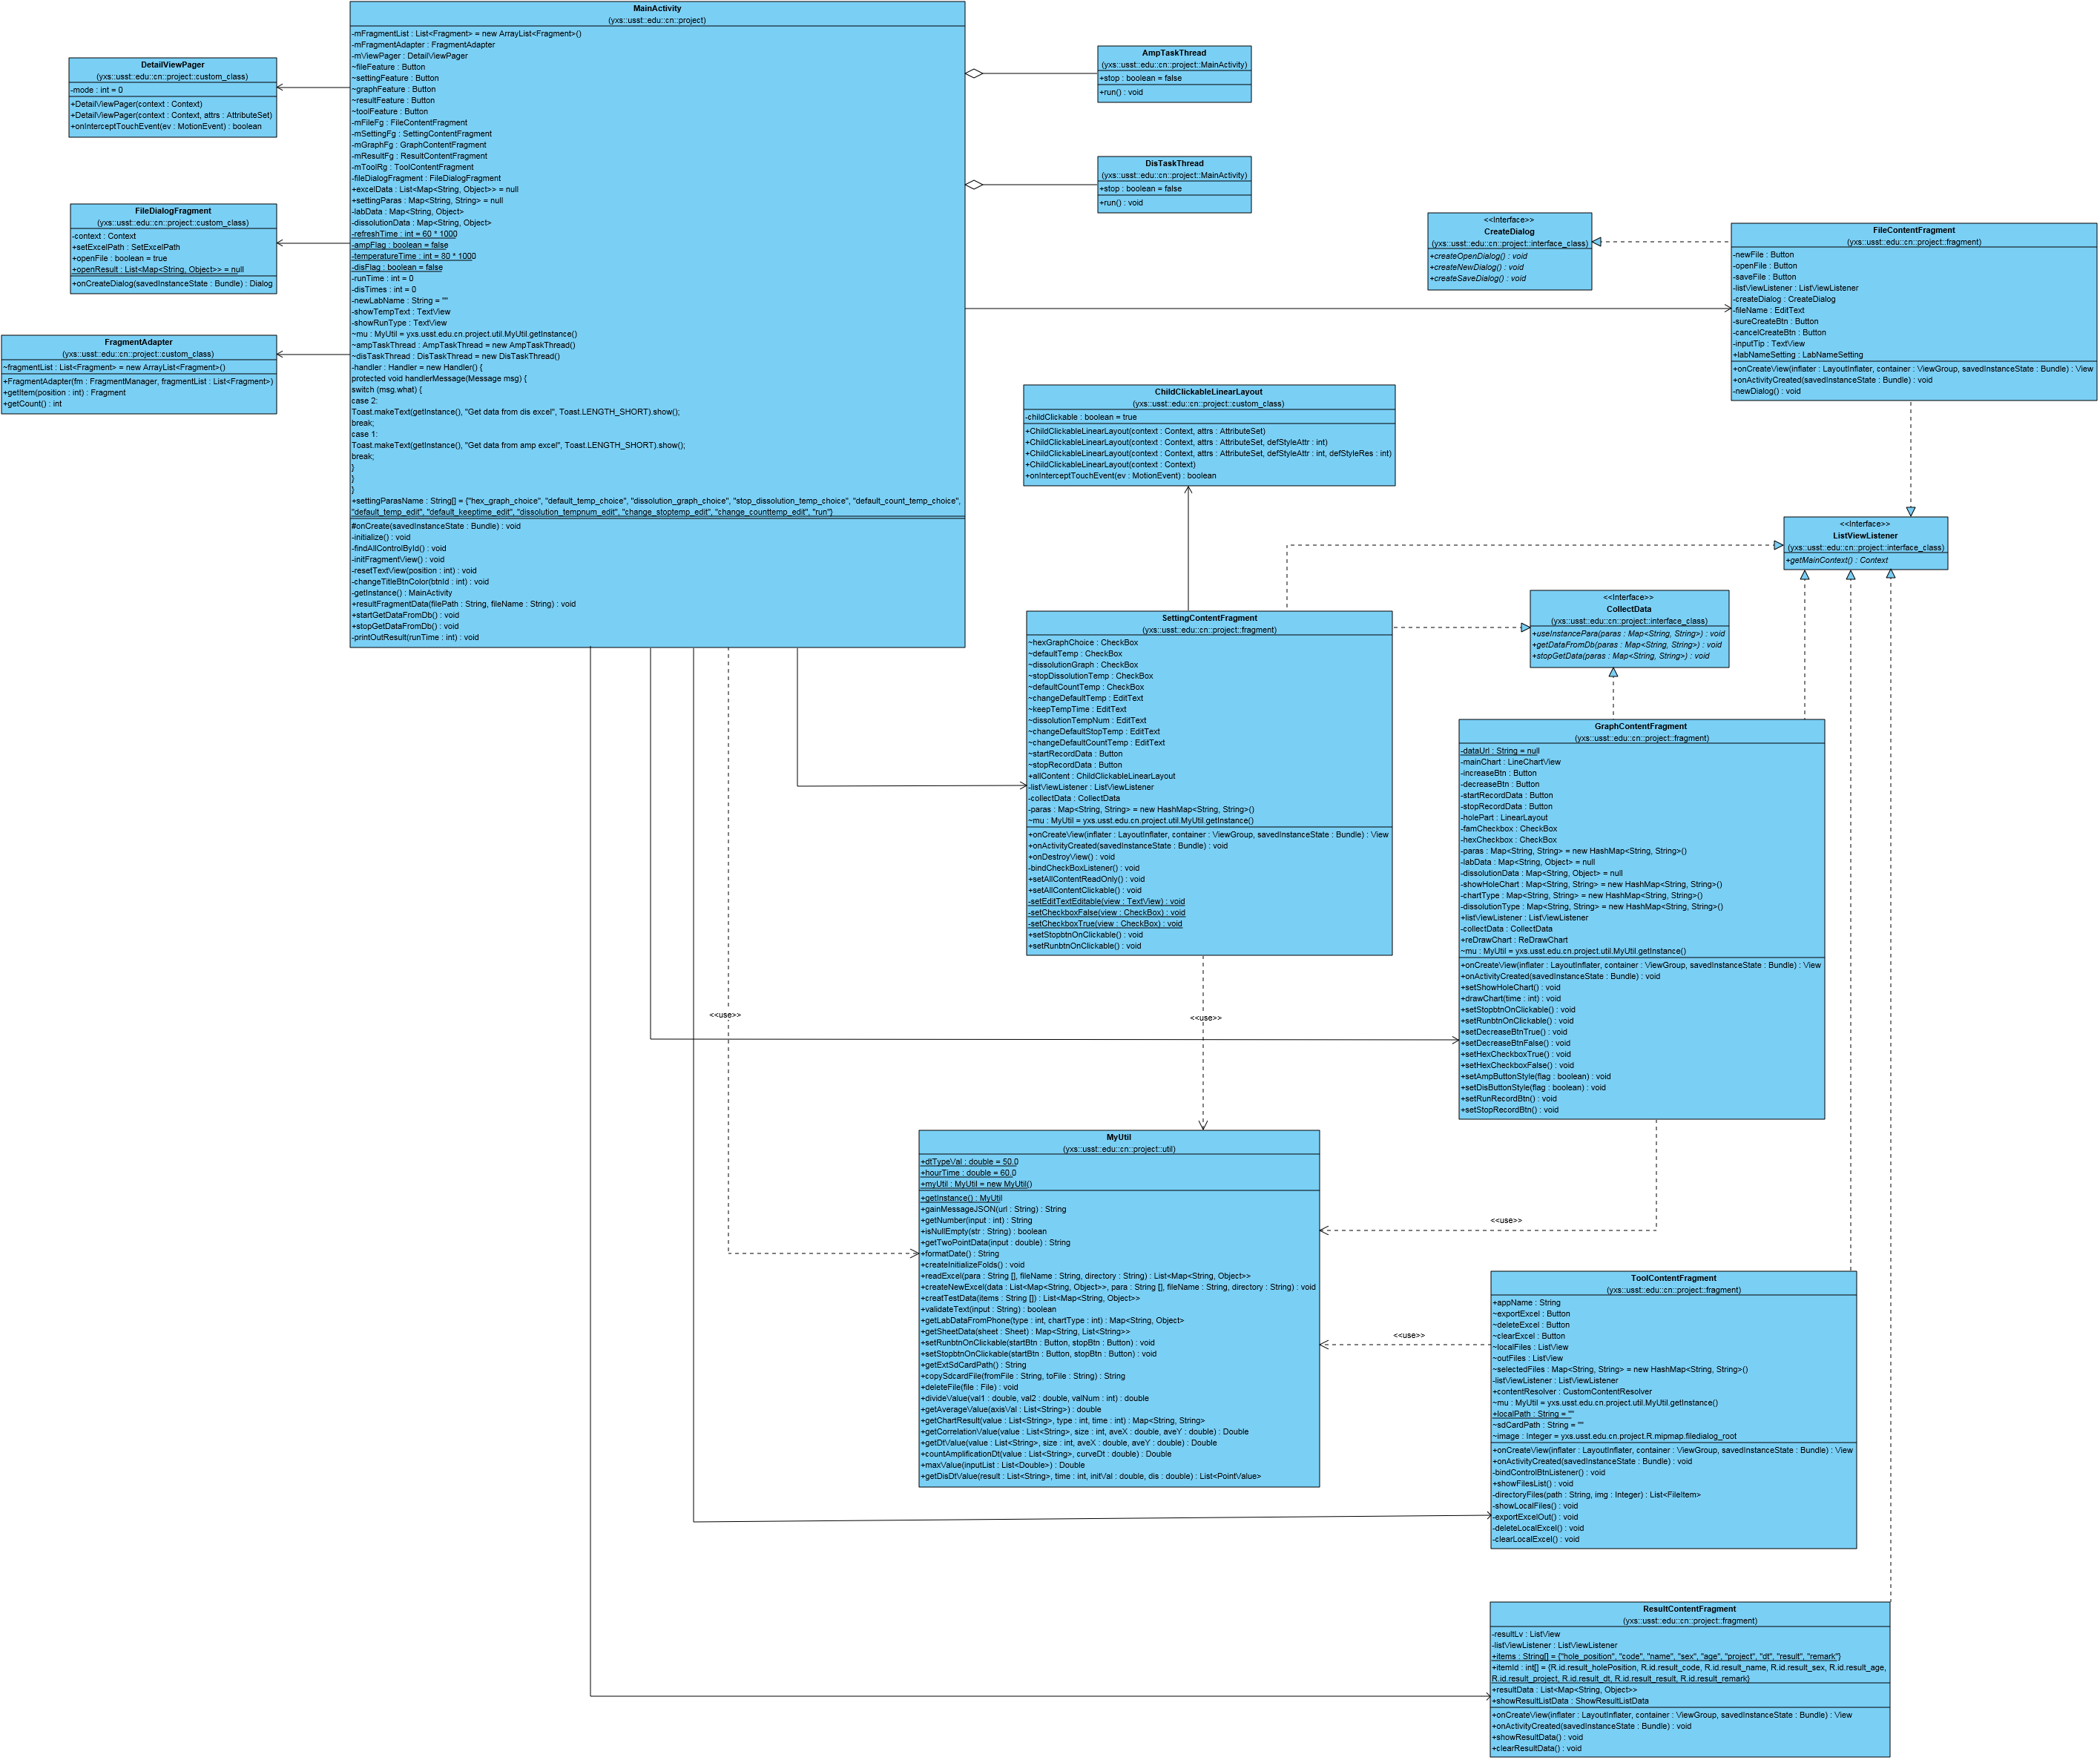 MainActivity
(yxs::usst::edu::cn::project)
-mFragmentList : List<Fragment> = new ArrayList<Fragment>()
-mFragmentAdapter : FragmentAdapter
-mViewPager : DetailViewPager
~fileFeature : Button
~settingFeature : Button
~graphFeature : Button
~resultFeature : Button
~toolFeature : Button
-mFileFg : FileContentFragment
-mSettingFg : SettingContentFragment
-mGraphFg : GraphContentFragment
-mResultFg : ResultContentFragment
-mToolRg : ToolContentFragment
-fileDialogFragment : FileDialogFragment
+excelData : List<Map<String, Object>> = null
+settingParas : Map<String, String> = null
-labData : Map<String, Object>
-dissolutionData : Map<String, Object>
-refreshTime : int = 60 * 1000
-ampFlag : boolean = false
-temperatureTime : int = 80 * 1000
-disFlag : boolean = false
-runTime : int = 0
-disTimes : int = 0
-newLabName : String = ""
-showTempText : TextView
-showRunType : TextView
~mu : MyUtil = yxs.usst.edu.cn.project.util.MyUtil.getInstance()
~ampTaskThread : AmpTaskThread = new AmpTaskThread()
~disTaskThread : DisTaskThread = new DisTaskThread()
-handler : Handler = new Handler() {
protected void handlerMessage(Message msg) {
switch (msg.what) {
case 2:
Toast.makeText(getInstance(), "Get data from dis excel", Toast.LENGTH_SHORT).show();
break;
case 1:
Toast.makeText(getInstance(), "Get data from amp excel", Toast.LENGTH_SHORT).show();
break;
}
}
}
+settingParasName : String[] = {"hex_graph_choice", "default_temp_choice", "dissolution_graph_choice", "stop_dissolution_temp_choice", "default_count_temp_choice",
"default_temp_edit", "default_keeptime_edit", "dissolution_tempnum_edit", "change_stoptemp_edit", "change_counttemp_edit", "run"}
#onCreate(savedInstanceState : Bundle) : void
-initialize() : void
-findAllControlById() : void
-initFragmentView() : void
-resetTextView(position : int) : void
-changeTitleBtnColor(btnId : int) : void
-getInstance() : MainActivity
+resultFragmentData(filePath : String, fileName : String) : void
+startGetDataFromDb() : void
+stopGetDataFromDb() : void
-printOutResult(runTime : int) : void
DetailViewPager
(yxs::usst::edu::cn::project::custom_class)
-mode : int = 0
+DetailViewPager(context : Context)
+DetailViewPager(context : Context, attrs : AttributeSet)
+onInterceptTouchEvent(ev : MotionEvent) : boolean
FileDialogFragment
(yxs::usst::edu::cn::project::custom_class)
-context : Context
+setExcelPath : SetExcelPath
+openFile : boolean = true
+openResult : List<Map<String, Object>> = null
+onCreateDialog(savedInstanceState : Bundle) : Dialog
FragmentAdapter
(yxs::usst::edu::cn::project::custom_class)
~fragmentList : List<Fragment> = new ArrayList<Fragment>()
+FragmentAdapter(fm : FragmentManager, fragmentList : List<Fragment>)
+getItem(position : int) : Fragment
+getCount() : int
AmpTaskThread
(yxs::usst::edu::cn::project::MainActivity)
+stop : boolean = false
+run() : void
DisTaskThread
(yxs::usst::edu::cn::project::MainActivity)
+stop : boolean = false
+run() : void
<<Interface>>
CreateDialog
(yxs::usst::edu::cn::project::interface_class)
+createOpenDialog() : void
+createNewDialog() : void
+createSaveDialog() : void
FileContentFragment
(yxs::usst::edu::cn::project::fragment)
-newFile : Button
-openFile : Button
-saveFile : Button
-listViewListener : ListViewListener
-createDialog : CreateDialog
-fileName : EditText
-sureCreateBtn : Button
-cancelCreateBtn : Button
-inputTip : TextView
+labNameSetting : LabNameSetting
+onCreateView(inflater : LayoutInflater, container : ViewGroup, savedInstanceState : Bundle) : View
+onActivityCreated(savedInstanceState : Bundle) : void
-newDialog() : void
ChildClickableLinearLayout
(yxs::usst::edu::cn::project::custom_class)
-childClickable : boolean = true
+ChildClickableLinearLayout(context : Context, attrs : AttributeSet)
+ChildClickableLinearLayout(context : Context, attrs : AttributeSet, defStyleAttr : int)
+ChildClickableLinearLayout(context : Context, attrs : AttributeSet, defStyleAttr : int, defStyleRes : int)
+ChildClickableLinearLayout(context : Context)
+onInterceptTouchEvent(ev : MotionEvent) : boolean
<<Interface>>
ListViewListener
(yxs::usst::edu::cn::project::interface_class)
+getMainContext() : Context
<<Interface>>
CollectData
(yxs::usst::edu::cn::project::interface_class)
+useInstancePara(paras : Map<String, String>) : void
+getDataFromDb(paras : Map<String, String>) : void
+stopGetData(paras : Map<String, String>) : void
SettingContentFragment
(yxs::usst::edu::cn::project::fragment)
~hexGraphChoice : CheckBox
~defaultTemp : CheckBox
~dissolutionGraph : CheckBox
~stopDissolutionTemp : CheckBox
~defaultCountTemp : CheckBox
~changeDefaultTemp : EditText
~keepTempTime : EditText
~dissolutionTempNum : EditText
~changeDefaultStopTemp : EditText
~changeDefaultCountTemp : EditText
~startRecordData : Button
~stopRecordData : Button
+allContent : ChildClickableLinearLayout
-listViewListener : ListViewListener
-collectData : CollectData
-paras : Map<String, String> = new HashMap<String, String>()
~mu : MyUtil = yxs.usst.edu.cn.project.util.MyUtil.getInstance()
+onCreateView(inflater : LayoutInflater, container : ViewGroup, savedInstanceState : Bundle) : View
+onActivityCreated(savedInstanceState : Bundle) : void
+onDestroyView() : void
-bindCheckBoxListener() : void
+setAllContentReadOnly() : void
+setAllContentClickable() : void
-setEditTextEditable(view : TextView) : void
-setCheckboxFalse(view : CheckBox) : void
-setCheckboxTrue(view : CheckBox) : void
+setStopbtnOnClickable() : void
+setRunbtnOnClickable() : void
GraphContentFragment
(yxs::usst::edu::cn::project::fragment)
-dataUrl : String = null
-mainChart : LineChartView
-increaseBtn : Button
-decreaseBtn : Button
-startRecordData : Button
-stopRecordData : Button
-holePart : LinearLayout
-famCheckbox : CheckBox
-hexCheckbox : CheckBox
-paras : Map<String, String> = new HashMap<String, String>()
-labData : Map<String, Object> = null
-dissolutionData : Map<String, Object> = null
-showHoleChart : Map<String, String> = new HashMap<String, String>()
-chartType : Map<String, String> = new HashMap<String, String>()
-dissolutionType : Map<String, String> = new HashMap<String, String>()
+listViewListener : ListViewListener
-collectData : CollectData
+reDrawChart : ReDrawChart
~mu : MyUtil = yxs.usst.edu.cn.project.util.MyUtil.getInstance()
+onCreateView(inflater : LayoutInflater, container : ViewGroup, savedInstanceState : Bundle) : View
+onActivityCreated(savedInstanceState : Bundle) : void
+setShowHoleChart() : void
+drawChart(time : int) : void
+setStopbtnOnClickable() : void
+setRunbtnOnClickable() : void
+setDecreaseBtnTrue() : void
+setDecreaseBtnFalse() : void
+setHexCheckboxTrue() : void
+setHexCheckboxFalse() : void
+setAmpButtonStyle(flag : boolean) : void
+setDisButtonStyle(flag : boolean) : void
+setRunRecordBtn() : void
+setStopRecordBtn() : void
<<use>>
<<use>>
<<use>>
<<use>>
MyUtil
(yxs::usst::edu::cn::project::util)
+dtTypeVal : double = 50.0
+hourTime : double = 60.0
+myUtil : MyUtil = new MyUtil()
+getInstance() : MyUtil
+gainMessageJSON(url : String) : String
+getNumber(input : int) : String
+isNullEmpty(str : String) : boolean
+getTwoPointData(input : double) : String
+formatDate() : String
+createInitializeFolds() : void
+readExcel(para : String [], fileName : String, directory : String) : List<Map<String, Object>>
+createNewExcel(data : List<Map<String, Object>>, para : String [], fileName : String, directory : String) : void
+creatTestData(items : String []) : List<Map<String, Object>>
+validateText(input : String) : boolean
+getLabDataFromPhone(type : int, chartType : int) : Map<String, Object>
+getSheetData(sheet : Sheet) : Map<String, List<String>>
+setRunbtnOnClickable(startBtn : Button, stopBtn : Button) : void
+setStopbtnOnClickable(startBtn : Button, stopBtn : Button) : void
+getExtSdCardPath() : String
+copySdcardFile(fromFile : String, toFile : String) : String
+deleteFile(file : File) : void
+divideValue(val1 : double, val2 : double, valNum : int) : double
+getAverageValue(axisVal : List<String>) : double
+getChartResult(value : List<String>, type : int, time : int) : Map<String, String>
+getCorrelationValue(value : List<String>, size : int, aveX : double, aveY : double) : Double
+getDtValue(value : List<String>, size : int, aveX : double, aveY : double) : Double
+countAmplificationDt(value : List<String>, curveDt : double) : Double
+maxValue(inputList : List<Double>) : Double
+getDisDtValue(result : List<String>, time : int, initVal : double, dis : double) : List<PointValue>
ToolContentFragment
(yxs::usst::edu::cn::project::fragment)
+appName : String
~exportExcel : Button
~deleteExcel : Button
~clearExcel : Button
~localFiles : ListView
~outFiles : ListView
~selectedFiles : Map<String, String> = new HashMap<String, String>()
-listViewListener : ListViewListener
+contentResolver : CustomContentResolver
~mu : MyUtil = yxs.usst.edu.cn.project.util.MyUtil.getInstance()
+localPath : String = ""
~sdCardPath : String = ""
~image : Integer = yxs.usst.edu.cn.project.R.mipmap.filedialog_root
+onCreateView(inflater : LayoutInflater, container : ViewGroup, savedInstanceState : Bundle) : View
+onActivityCreated(savedInstanceState : Bundle) : void
-bindControlBtnListener() : void
+showFilesList() : void
-directoryFiles(path : String, img : Integer) : List<FileItem>
-showLocalFiles() : void
-exportExcelOut() : void
-deleteLocalExcel() : void
-clearLocalExcel() : void
ResultContentFragment
(yxs::usst::edu::cn::project::fragment)
-resultLv : ListView
-listViewListener : ListViewListener
+items : String[] = {"hole_position", "code", "name", "sex", "age", "project", "dt", "result", "remark"}
+itemId : int[] = {R.id.result_holePosition, R.id.result_code, R.id.result_name, R.id.result_sex, R.id.result_age,
R.id.result_project, R.id.result_dt, R.id.result_result, R.id.result_remark}
+resultData : List<Map<String, Object>>
+showResultListData : ShowResultListData
+onCreateView(inflater : LayoutInflater, container : ViewGroup, savedInstanceState : Bundle) : View
+onActivityCreated(savedInstanceState : Bundle) : void
+showResultData() : void
+clearResultData() : void